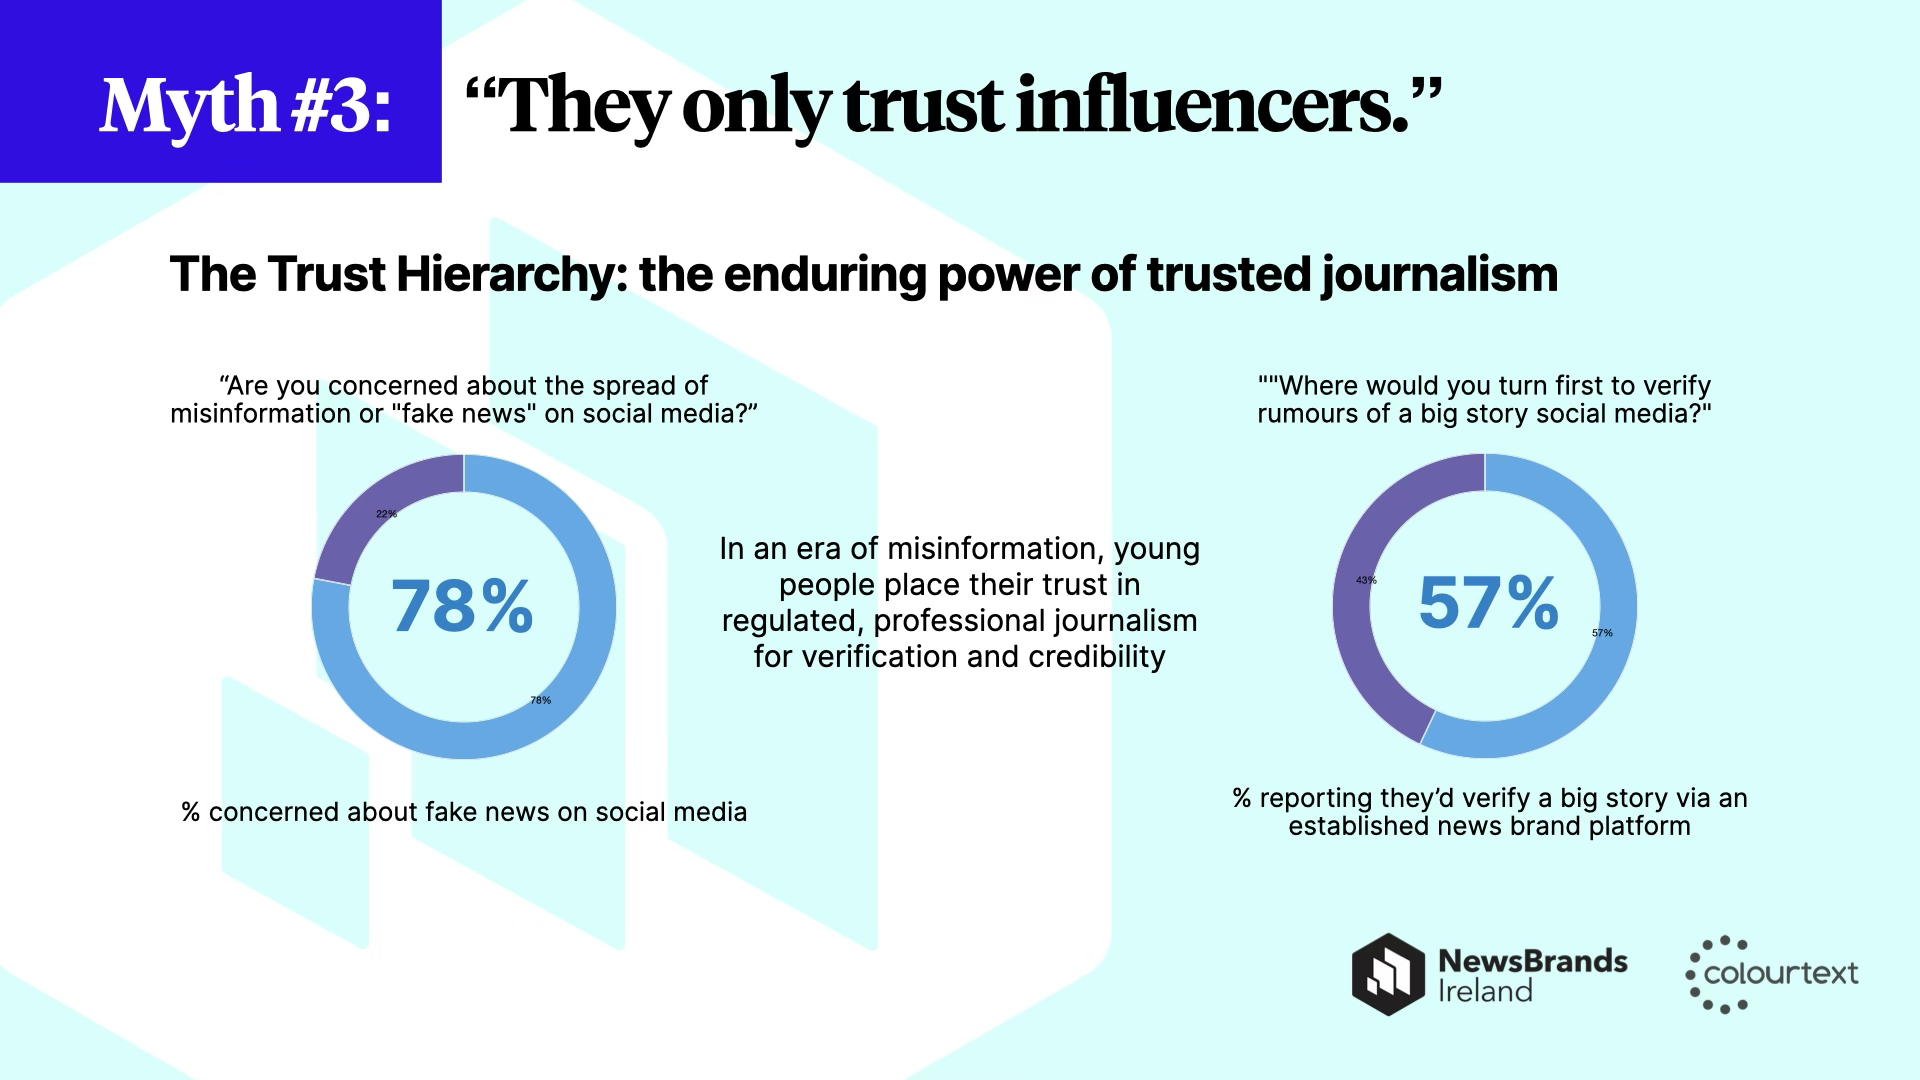 Myth #3:
“They only trust influencers.”
The Trust Hierarchy: the enduring power of trusted journalism
“Are you concerned about the spread of
misinformation or "fake news" on social media?”
22%
78%
78%
% concerned about fake news on social media
In an era of misinformation, young
people place their trust in
regulated, professional journalism
for verification and credibility
""Where would you turn first to verify
rumours of a big story social media?"
43%
57%
57%
% reporting they’d verify a big story via an
established news brand platform
NewsBrands
Ireland
colourtext